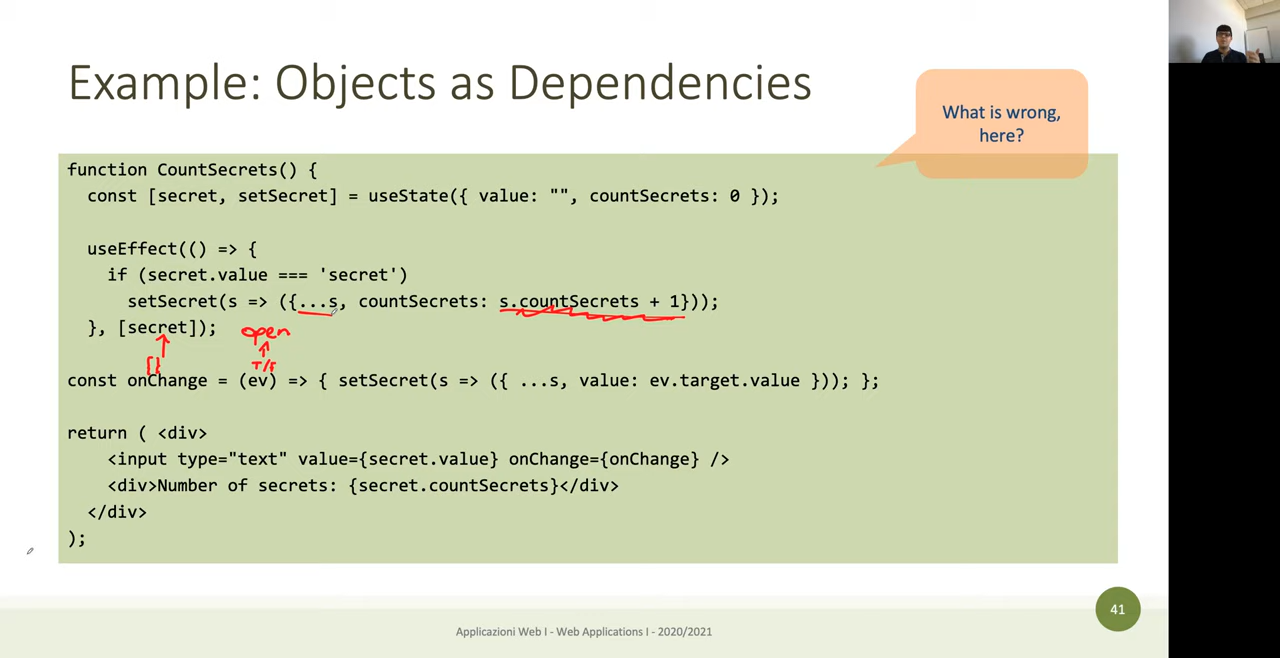 Example: Objects as Dependencies
What is wrong,
here?
function CountSecrets() {
const [secret, setSecret] = useState({ value: "", countSecrets: 0 });
useEffect(() => {
if (secret.value === 'secret')
setSecret(s => ({...s, countSecrets: s.countSecrets + 1}));
}, [secret]);
open
{}
T/F
const onChange = (ev) => { setSecret(s => ({ ...s, value: ev.target.value })); };
return ( <div>
<input type="text" value={secret.value} onChange={onChange} />
<div>Number of secrets: {secret.countSecrets}</div>
</div>
);
41
Applicazioni Web I - Web Applications I - 2020/2021